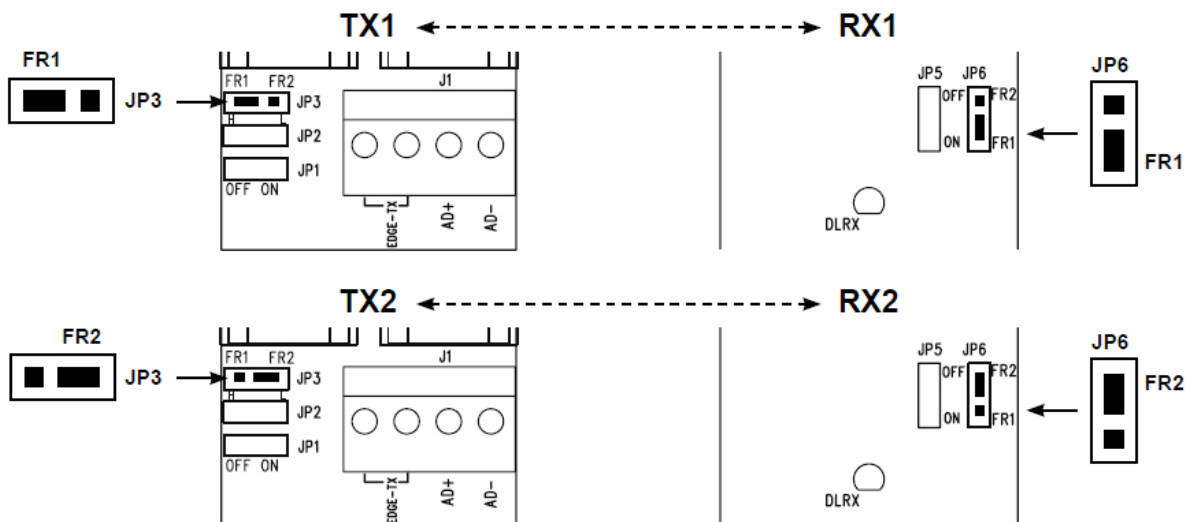 TX1 RX1
FR1
JP3
FR1 FR2
JP3
JP2
JP1
OFF ON
J1
EDGE-TX
AD+
AD-
JP5 JP6
OFF FR2
ON FR1
DLRX
JP6
FR1
TX2 RX2
FR2
JP3
FR1 FR2
JP3
JP2
JP1
OFF ON
J1
EDGE-TX
AD+
AD-
JP5 JP6
OFF FR2
ON FR1
DLRX
JP6
FR2